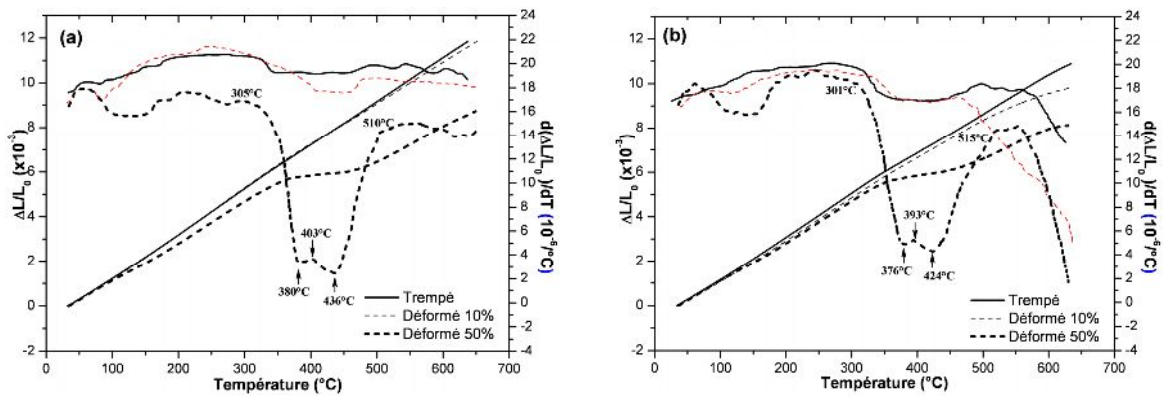 (a)
ΔL/L₀ (x10⁻³)
12
10
8
6
4
2
0
-2
24
22
20
18
16
14
12
10
8
6
4
2
0
-2
-4
d(ΔL/L₀)/dT (10⁻⁶/°C)
305°C
510°C
403°C
380°C
436°C
Trempé
Déformé 10%
Déformé 50%
0 100 200 300 400 500 600 700
Température (°C)
(b)
ΔL/L₀ (x10⁻³)
12
10
8
6
4
2
0
-2
24
22
20
18
16
14
12
10
8
6
4
2
0
-2
-4
d(ΔL/L₀)/dT (10⁻⁶/°C)
301°C
515°C
393°C
376°C
424°C
Trempé
Déformé 10%
Déformé 50%
0 100 200 300 400 500 600 700
Température (°C)